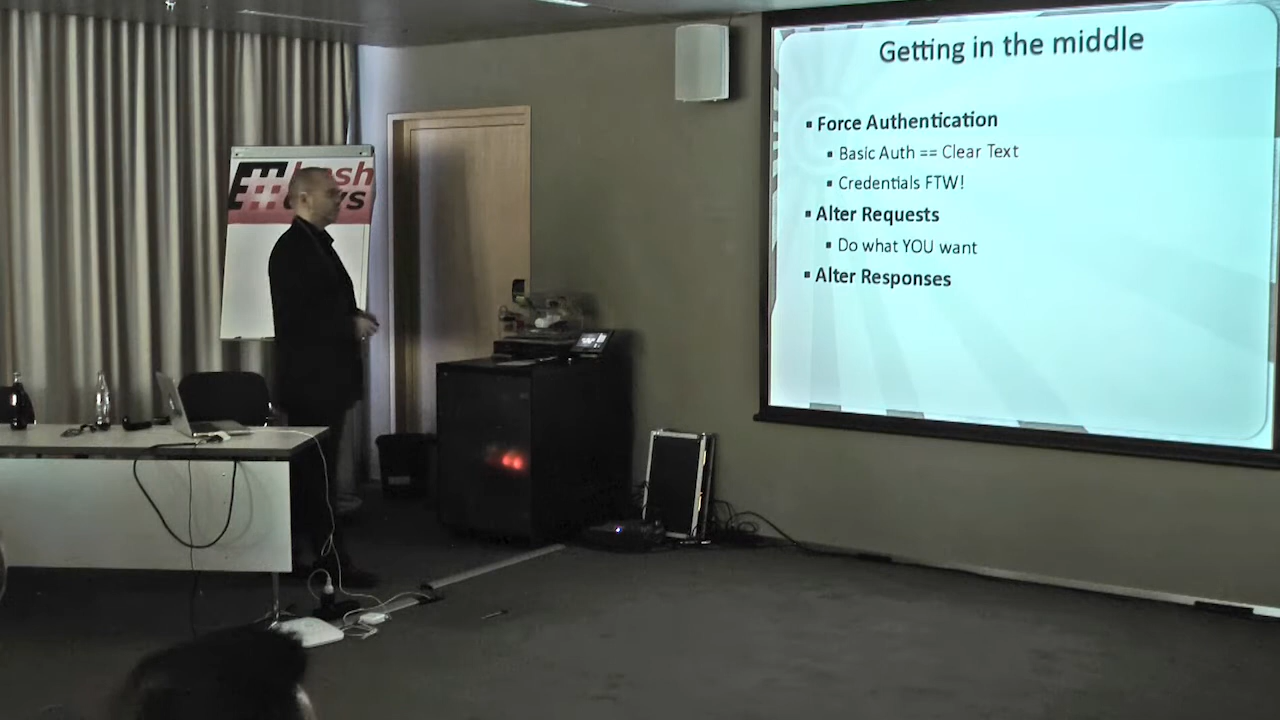 Getting in the middle
▪ Force Authentication
▪ Basic Auth == Clear Text
▪ Credentials FTW!
▪ Alter Requests
▪ Do what YOU want
▪ Alter Responses